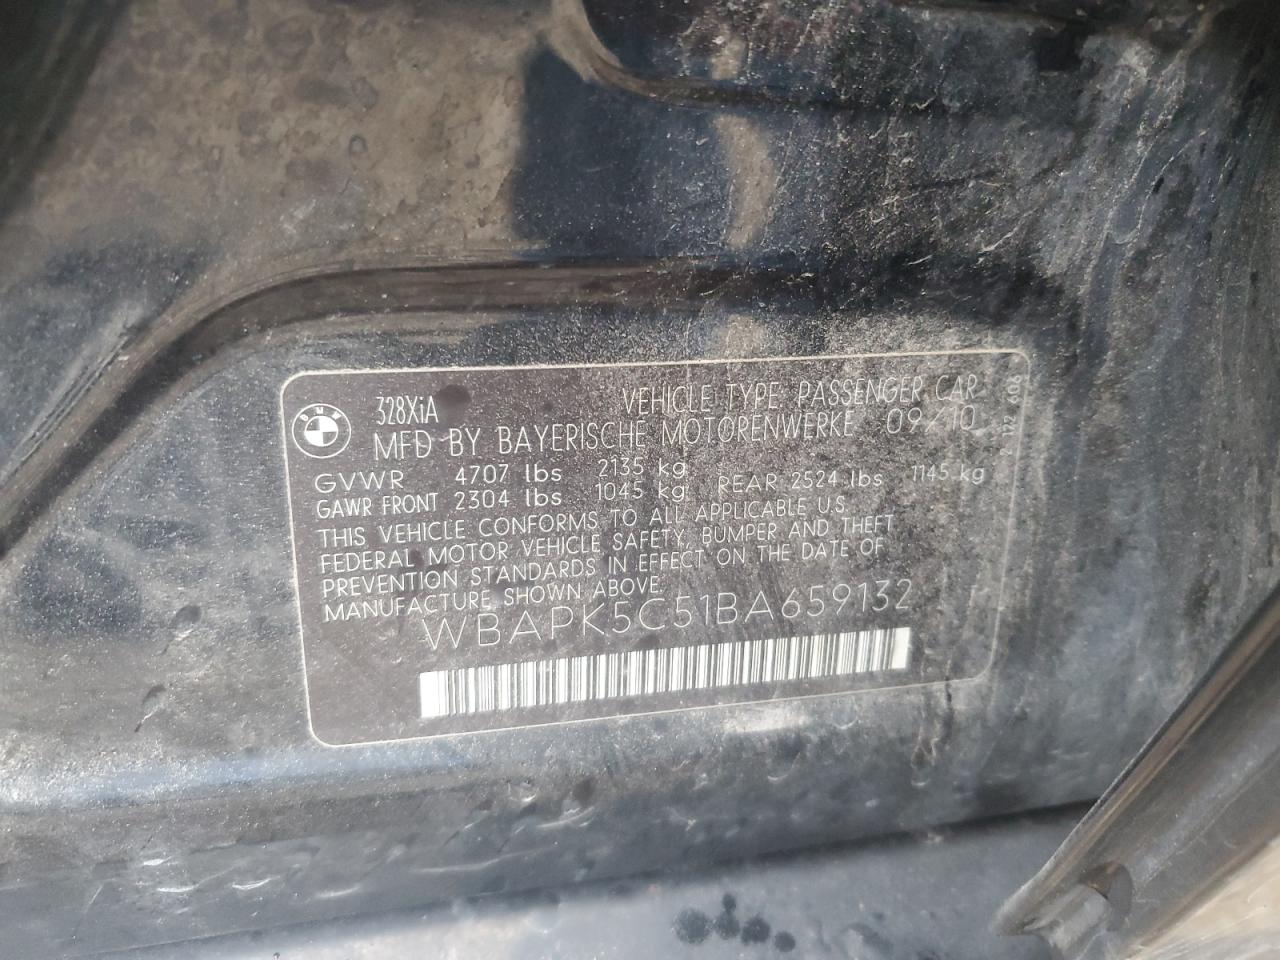 BMW
328XiA VEHICLE TYPE PASSENGER CAR
MFD BY BAYERISCHE MOTORENWERKE 09/10
GVWR 4707 lbs 2135 kg
GAWR FRONT 2304 lbs 1045 kg REAR 2524 lbs 1145 kg
THIS VEHICLE CONFORMS TO ALL APPLICABLE U.S.
FEDERAL MOTOR VEHICLE SAFETY, BUMPER AND THEFT
PREVENTION STANDARDS IN EFFECT ON THE DATE OF
MANUFACTURE SHOWN ABOVE.
WBAPK5C51BA659132